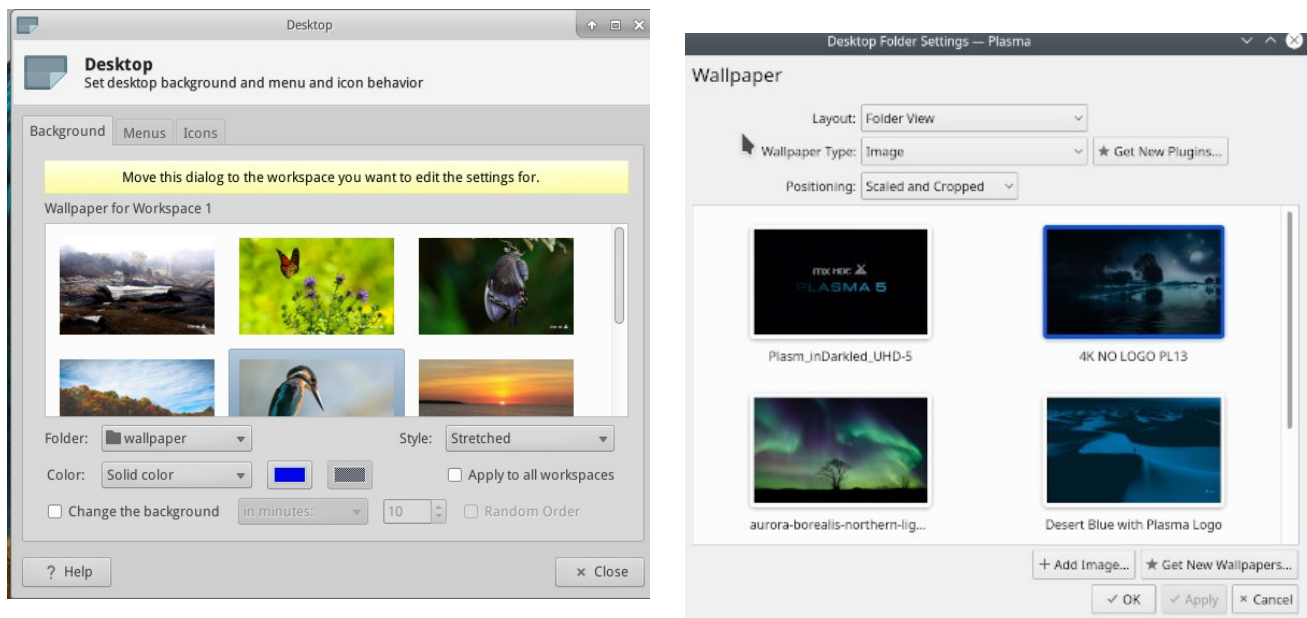 Desktop
Desktop
Set desktop background and menu and icon behavior
Background Menus Icons
Move this dialog to the workspace you want to edit the settings for.
Wallpaper for Workspace 1
Folder: wallpaper Style: Stretched
Color: Solid color Apply to all workspaces
Change the background in minutes: 10 Random Order
? Help × Close
Desktop Folder Settings — Plasma
Wallpaper
Layout: Folder View
Wallpaper Type: Image ★ Get New Plugins...
Positioning: Scaled and Cropped
PLASMA 5
Plasm_inDarkled_UHD-5 4K NO LOGO PL13
aurora-borealis-northern-lig... Desert Blue with Plasma Logo
+ Add Image... ★ Get New Wallpapers...
✓ OK ✓ Apply × Cancel